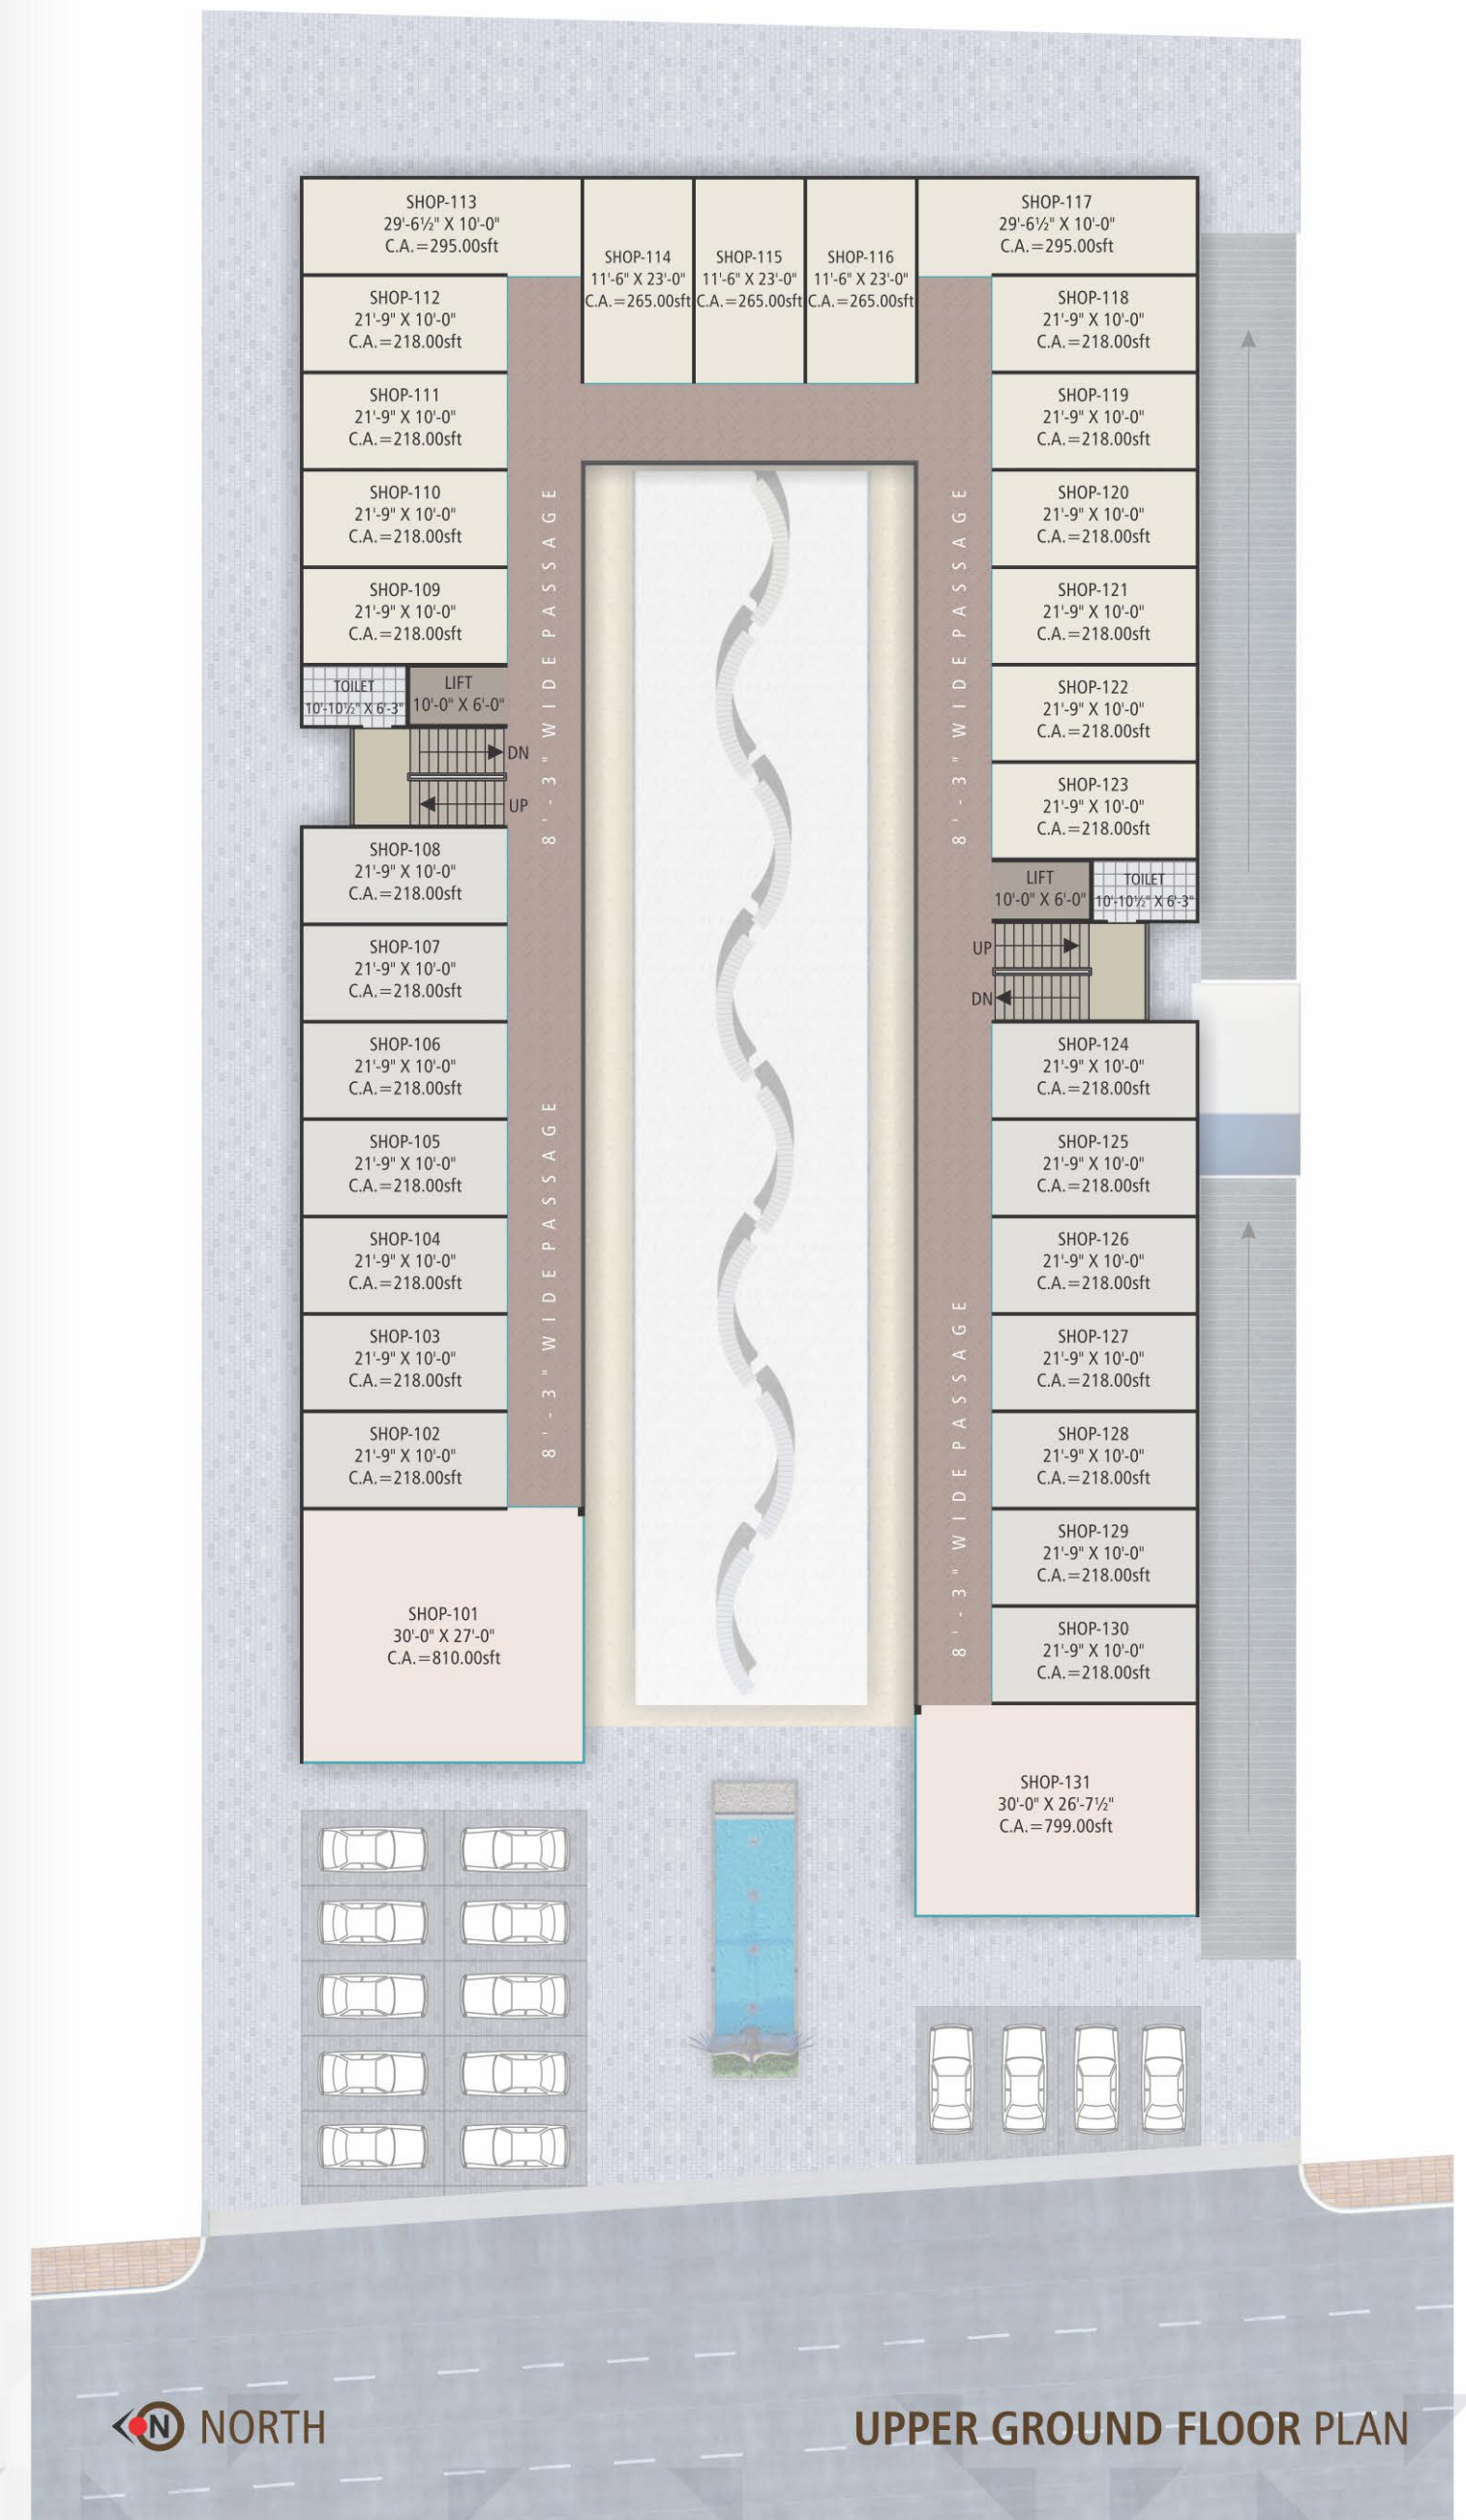 SHOP-113
29'-6½" X 10'-0"
C.A.=295.00sft
SHOP-114
11'-6" X 23'-0"
C.A.=265.00sft
SHOP-115
11'-6" X 23'-0"
C.A.=265.00sft
SHOP-116
11'-6" X 23'-0"
C.A.=265.00sft
SHOP-117
29'-6½" X 10'-0"
C.A.=295.00sft
SHOP-112
21'-9" X 10'-0"
C.A.=218.00sft
SHOP-111
21'-9" X 10'-0"
C.A.=218.00sft
SHOP-110
21'-9" X 10'-0"
C.A.=218.00sft
SHOP-109
21'-9" X 10'-0"
C.A.=218.00sft
TOILET
10'-10½" X 6'-3"
LIFT
10'-0" X 6'-0"
DN
UP
8'-3" WIDE PASSAGE
SHOP-108
21'-9" X 10'-0"
C.A.=218.00sft
SHOP-107
21'-9" X 10'-0"
C.A.=218.00sft
SHOP-106
21'-9" X 10'-0"
C.A.=218.00sft
SHOP-105
21'-9" X 10'-0"
C.A.=218.00sft
SHOP-104
21'-9" X 10'-0"
C.A.=218.00sft
SHOP-103
21'-9" X 10'-0"
C.A.=218.00sft
SHOP-102
21'-9" X 10'-0"
C.A.=218.00sft
8'-3" WIDE PASSAGE
SHOP-101
30'-0" X 27'-0"
C.A.=810.00sft
SHOP-118
21'-9" X 10'-0"
C.A.=218.00sft
SHOP-119
21'-9" X 10'-0"
C.A.=218.00sft
SHOP-120
21'-9" X 10'-0"
C.A.=218.00sft
SHOP-121
21'-9" X 10'-0"
C.A.=218.00sft
SHOP-122
21'-9" X 10'-0"
C.A.=218.00sft
SHOP-123
21'-9" X 10'-0"
C.A.=218.00sft
8'-3" WIDE PASSAGE
LIFT
10'-0" X 6'-0"
TOILET
10'-10½" X 6'-3"
UP
DN
SHOP-124
21'-9" X 10'-0"
C.A.=218.00sft
SHOP-125
21'-9" X 10'-0"
C.A.=218.00sft
SHOP-126
21'-9" X 10'-0"
C.A.=218.00sft
SHOP-127
21'-9" X 10'-0"
C.A.=218.00sft
SHOP-128
21'-9" X 10'-0"
C.A.=218.00sft
SHOP-129
21'-9" X 10'-0"
C.A.=218.00sft
SHOP-130
21'-9" X 10'-0"
C.A.=218.00sft
8'-3" WIDE PASSAGE
SHOP-131
30'-0" X 26'-7½"
C.A.=799.00sft
N NORTH
UPPER GROUND FLOOR PLAN